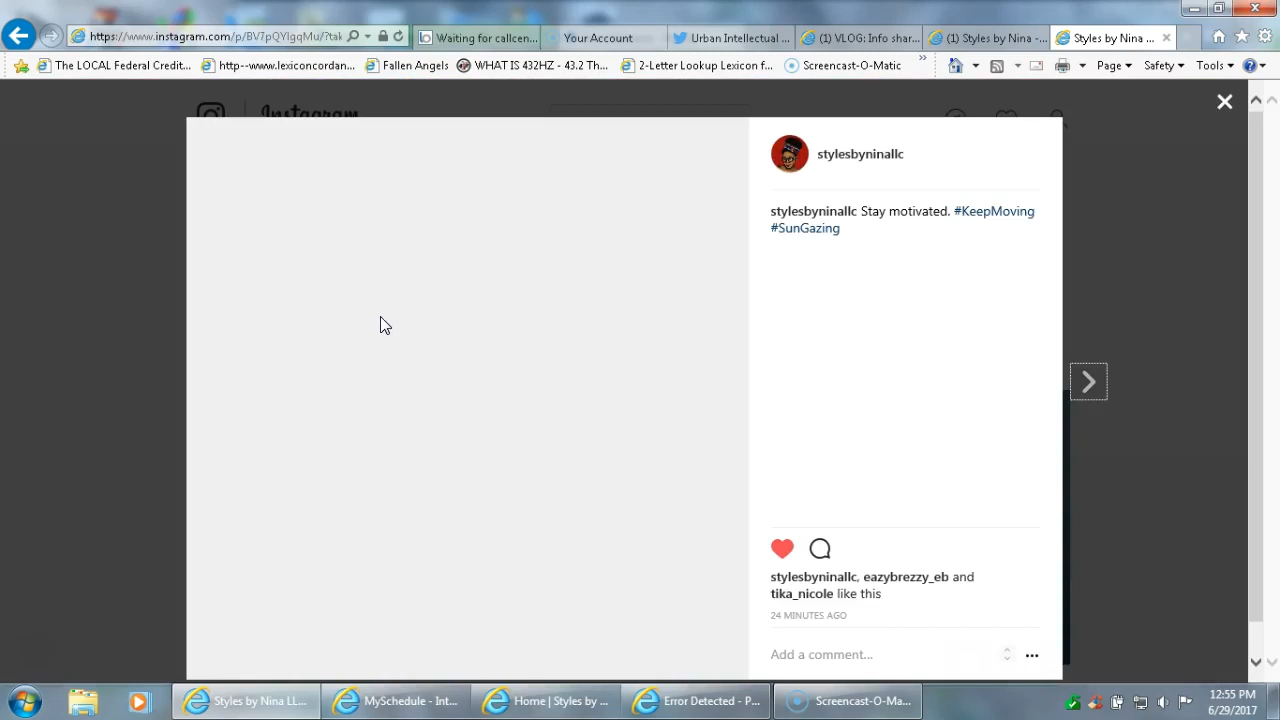 https://www.instagram.com/p/BV7pQYlgqMu/?tak
Waiting for callcen...
Your Account
Urban Intellectual ...
(1) VLOG: Info shar...
(1) Styles by Nina -...
Styles by Nina ...
The LOCAL Federal Credit...
http--www.lexiconcordan...
Fallen Angels
WHAT IS 432HZ - 43.2 Th...
2-Letter Lookup Lexicon f...
Screencast-O-Matic
Page
Safety
Tools
Instagram
stylesbyninallc
stylesbyninallc Stay motivated. #KeepMoving
#SunGazing
stylesbyninallc, eazybrezzy_eb and
tika_nicole like this
24 MINUTES AGO
Add a comment...
Styles by Nina LL...
MySchedule - Int...
Home | Styles by ...
Error Detected - P...
Screencast-O-Ma...
12:55 PM
6/29/2017